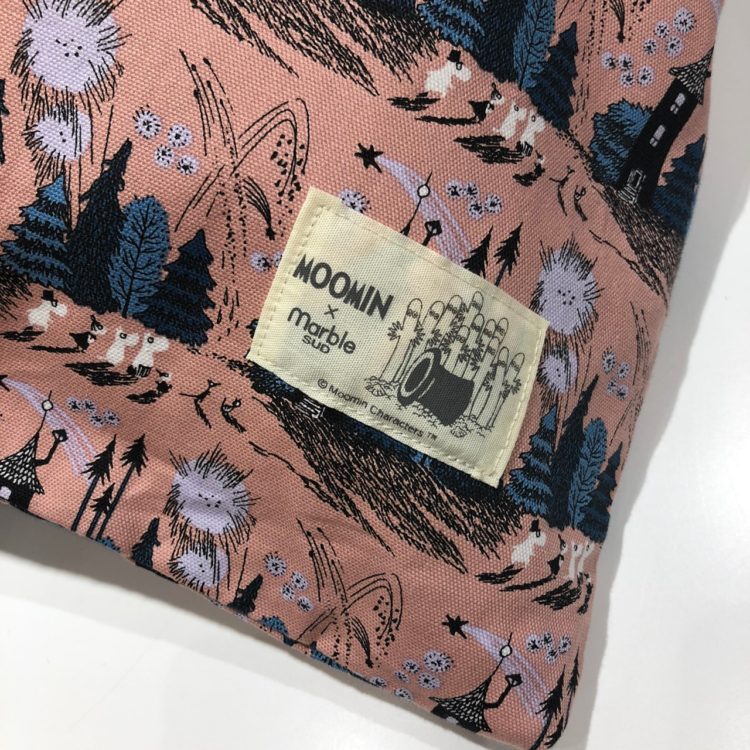 MOOMIN
×
marble
SUD
© Moomin Characters ™